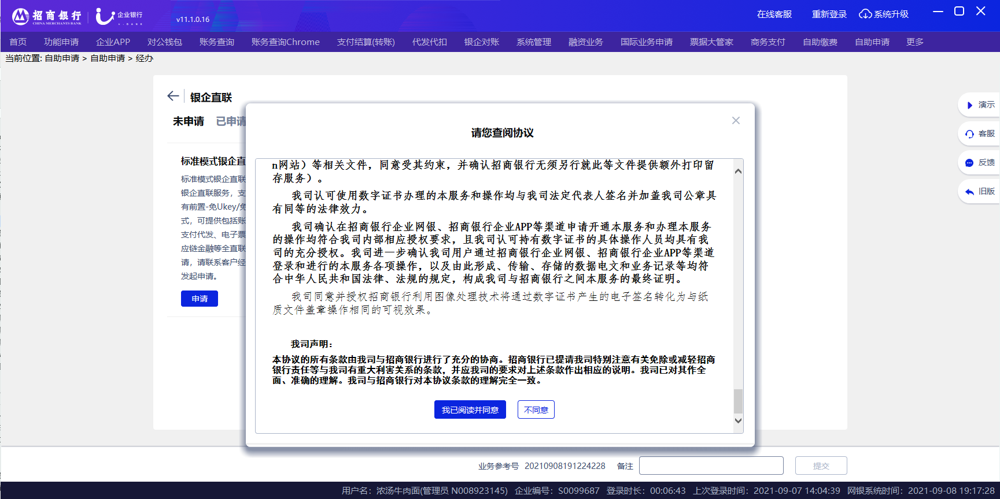 招商银行 企业银行
CHINA MERCHANTS BANK U-BANK
v11.1.0.16
在线客服 重新登录 系统升级
首页 功能申请 企业APP 对公钱包 账务查询 账务查询Chrome 支付结算(转账) 代发代扣 银企对账 系统管理 融资业务 国际业务申请 票据大管家 商务支付 自助缴费 自助申请 更多
当前位置: 自助申请 > 自助申请 > 经办
银企直联
未申请 已申请
标准模式银企直
标准模式银企直联
银企直联服务，支
有前置-免Ukey/免
式，可提供包括账
支付代发、电子票
应链金融等全直联
请，请联系客户经
发起申请。
申请
请您查阅协议
n网站）等相关文件，同意受其约束，并确认招商银行无须另行就此等文件提供额外打印留
存服务）。
我司认可使用数字证书办理的本服务和操作均与我司法定代表人签名并加盖我司公章具
有同等的法律效力。
我司确认在招商银行企业网银、招商银行企业APP等渠道申请开通本服务和办理本服务
的操作均符合我司内部相应授权要求，且我司认可持有数字证书的具体操作人员均具有我
司的充分授权。我司进一步确认我司用户通过招商银行企业网银、招商银行企业APP等渠道
登录和进行的本服务各项操作，以及由此形成、传输、存储的数据电文和业务记录等均符
合中华人民共和国法律、法规的规定，构成我司与招商银行之间本服务的最终证明。
我司同意并授权招商银行利用图像处理技术将通过数字证书产生的电子签名转化为与纸
质文件盖章操作相同的可视效果。
我司声明：
本协议的所有条款由我司与招商银行进行了充分的协商。招商银行已提请我司特别注意有关免除或减轻招商
银行责任等与我司有重大利害关系的条款，并应我司的要求对上述条款作出相应的说明。我司已对其作全
面、准确的理解。我司与招商银行对本协议条款的理解完全一致。
我已阅读并同意 不同意
演示
客服
反馈
旧版
业务参考号 20210908191224228 备注 提交
用户名：浓汤牛肉面(管理员 N008923145) 企业编号：S0099687 登录时长：00:06:43 上次登录时间：2021-09-07 14:04:39 网银系统时间：2021-09-08 19:17:28